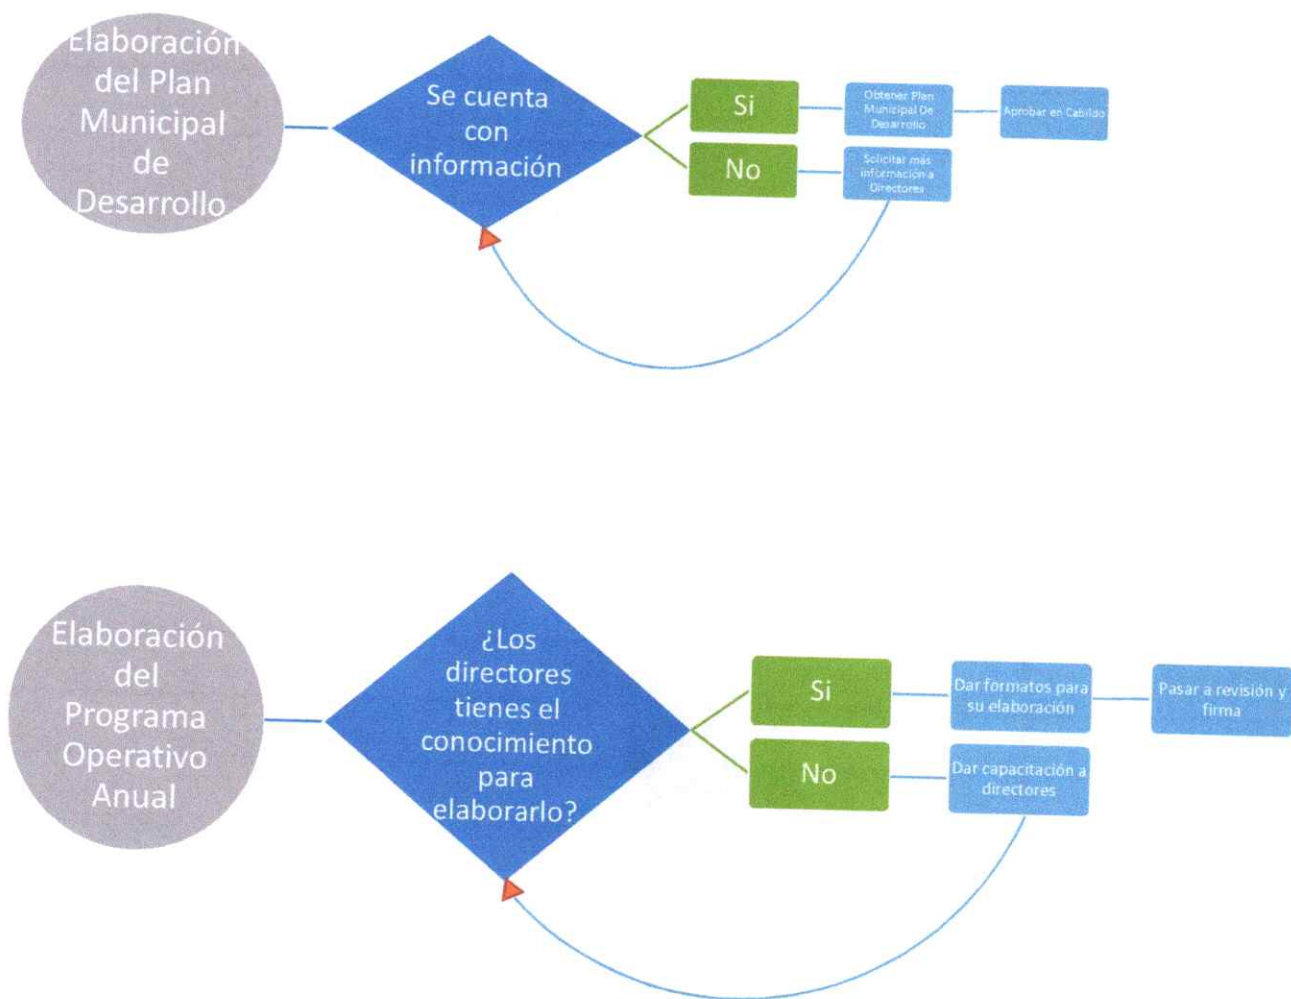 Elaboración
del Plan
Municipal
de
Desarrollo
Se cuenta
con
información
Si
Obtener Plan
Municipal De
Desarrollo
Aprobar en Cabildo
No
Solicitar más
información a
Directores
Elaboración
del
Programa
Operativo
Anual
¿Los
directores
tienes el
conocimiento
para
elaborarlo?
Si
Dar formatos para
su elaboración
Pasar a revisión y
firma
No
Dar capacitación a
directores